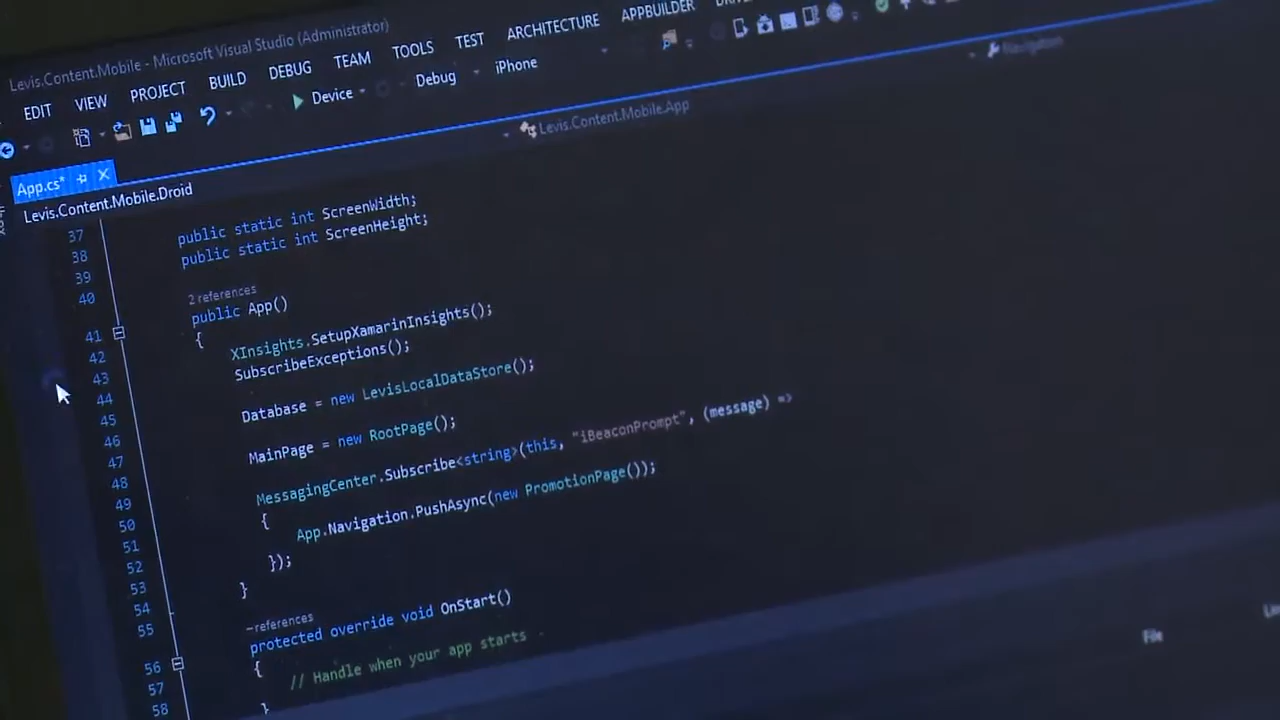 Levis.Content.Mobile - Microsoft Visual Studio (Administrator)
EDIT VIEW PROJECT BUILD DEBUG TEAM TOOLS TEST ARCHITECTURE APPBUILDER
Device Debug iPhone
App.cs*
Levis.Content.Mobile.Droid Levis.Content.Mobile.App Navigation
37 public static int ScreenWidth;
38 public static int ScreenHeight;
39
40
2 references
public App()
41 {
42 XInsights.SetupXamarinInsights();
43 SubscribeExceptions();
44
45 Database = new LevisLocalDataStore();
46
47 MainPage = new RootPage();
48
49 MessagingCenter.Subscribe<string>(this, "iBeaconPrompt", (message) =>
50 {
51 App.Navigation.PushAsync(new PromotionPage());
52 });
53 }
54
55
-references
protected override void OnStart()
56 {
57 // Handle when your app starts
58 }
File